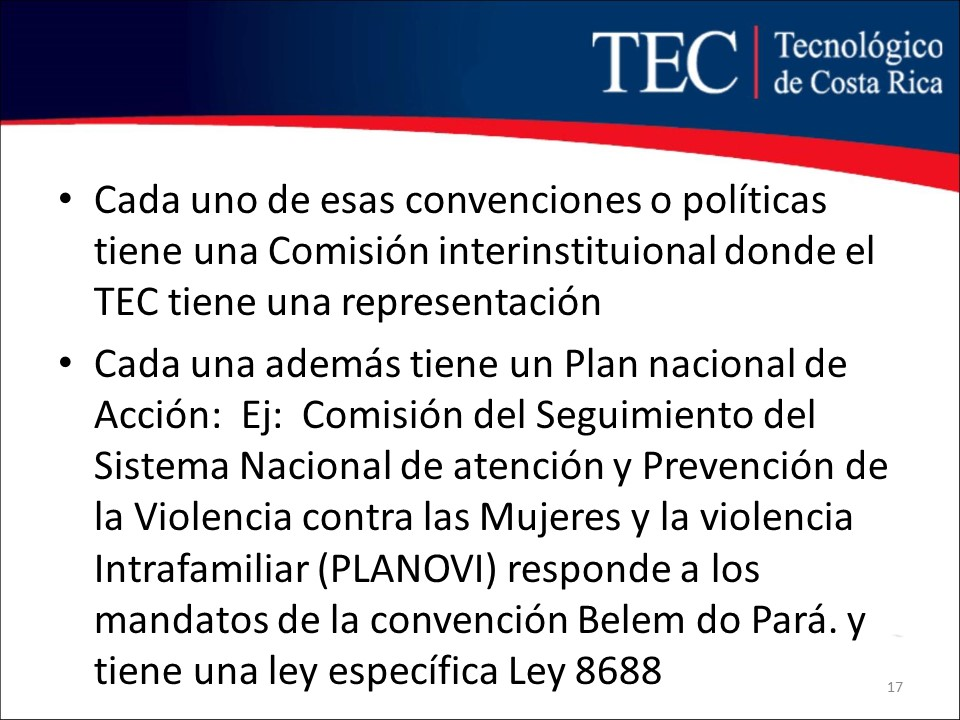 TEC
Tecnológico
de Costa Rica
• Cada uno de esas convenciones o políticas
tiene una Comisión interinstituional donde el
TEC tiene una representación
• Cada una además tiene un Plan nacional de
Acción:  Ej:  Comisión del Seguimiento del
Sistema Nacional de atención y Prevención de
la Violencia contra las Mujeres y la violencia
Intrafamiliar (PLANOVI) responde a los
mandatos de la convención Belem do Pará. y
tiene una ley específica Ley 8688
17